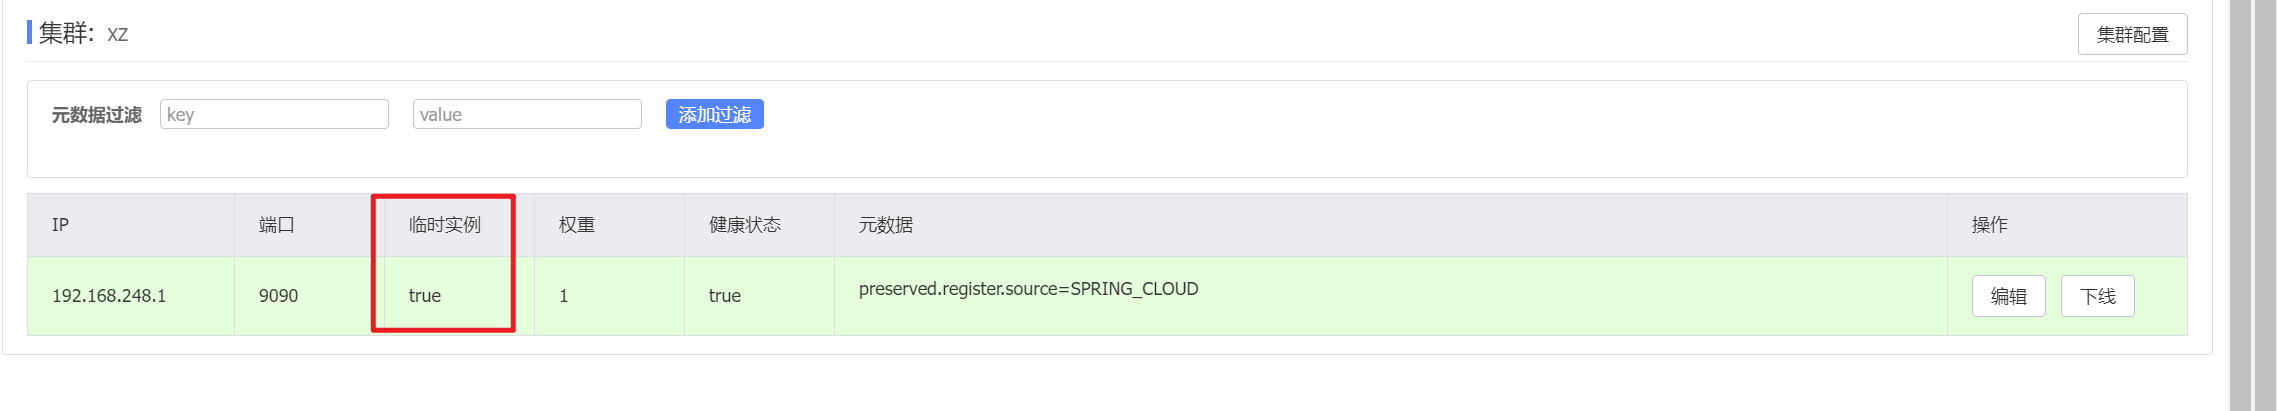 集群: xz 集群配置
元数据过滤 key value 添加过滤
IP 端口 临时实例 权重 健康状态 元数据 操作
192.168.248.1 9090 true 1 true preserved.register.source=SPRING_CLOUD 编辑 下线